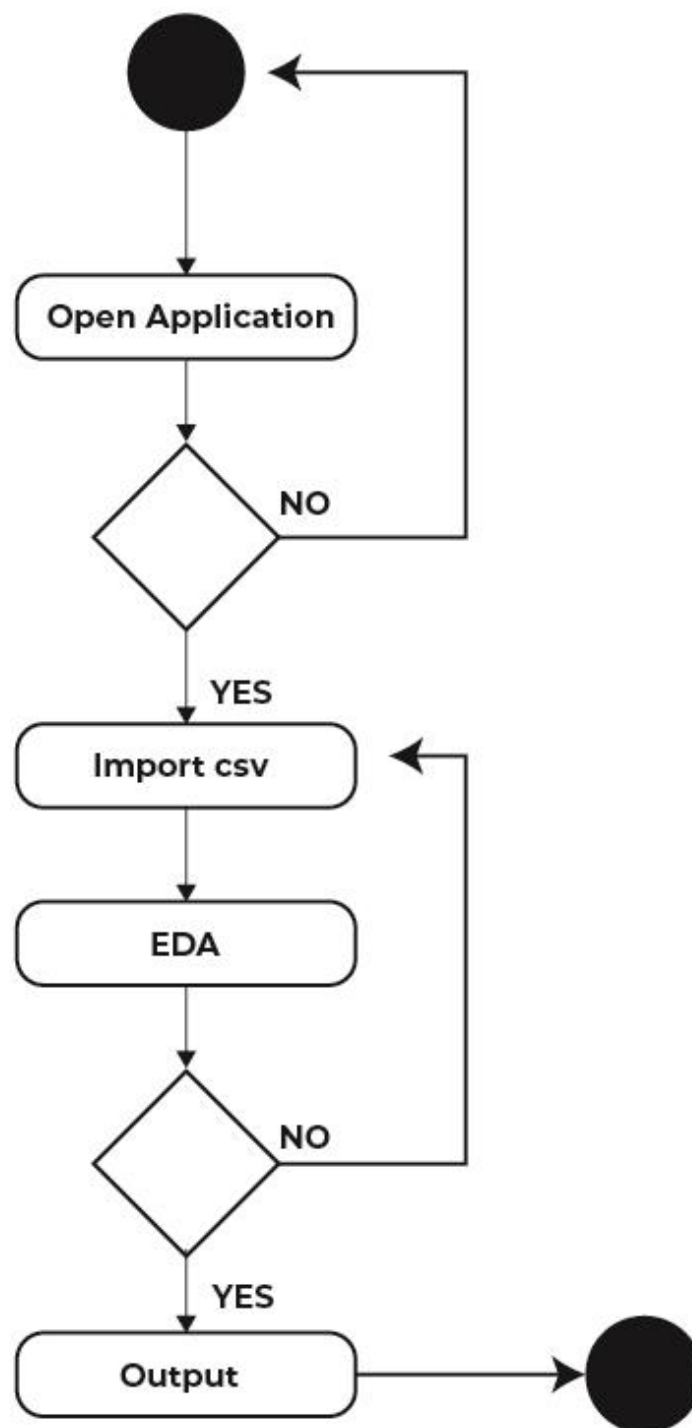 Open Application
NO
YES
Import csv
EDA
NO
YES
Output